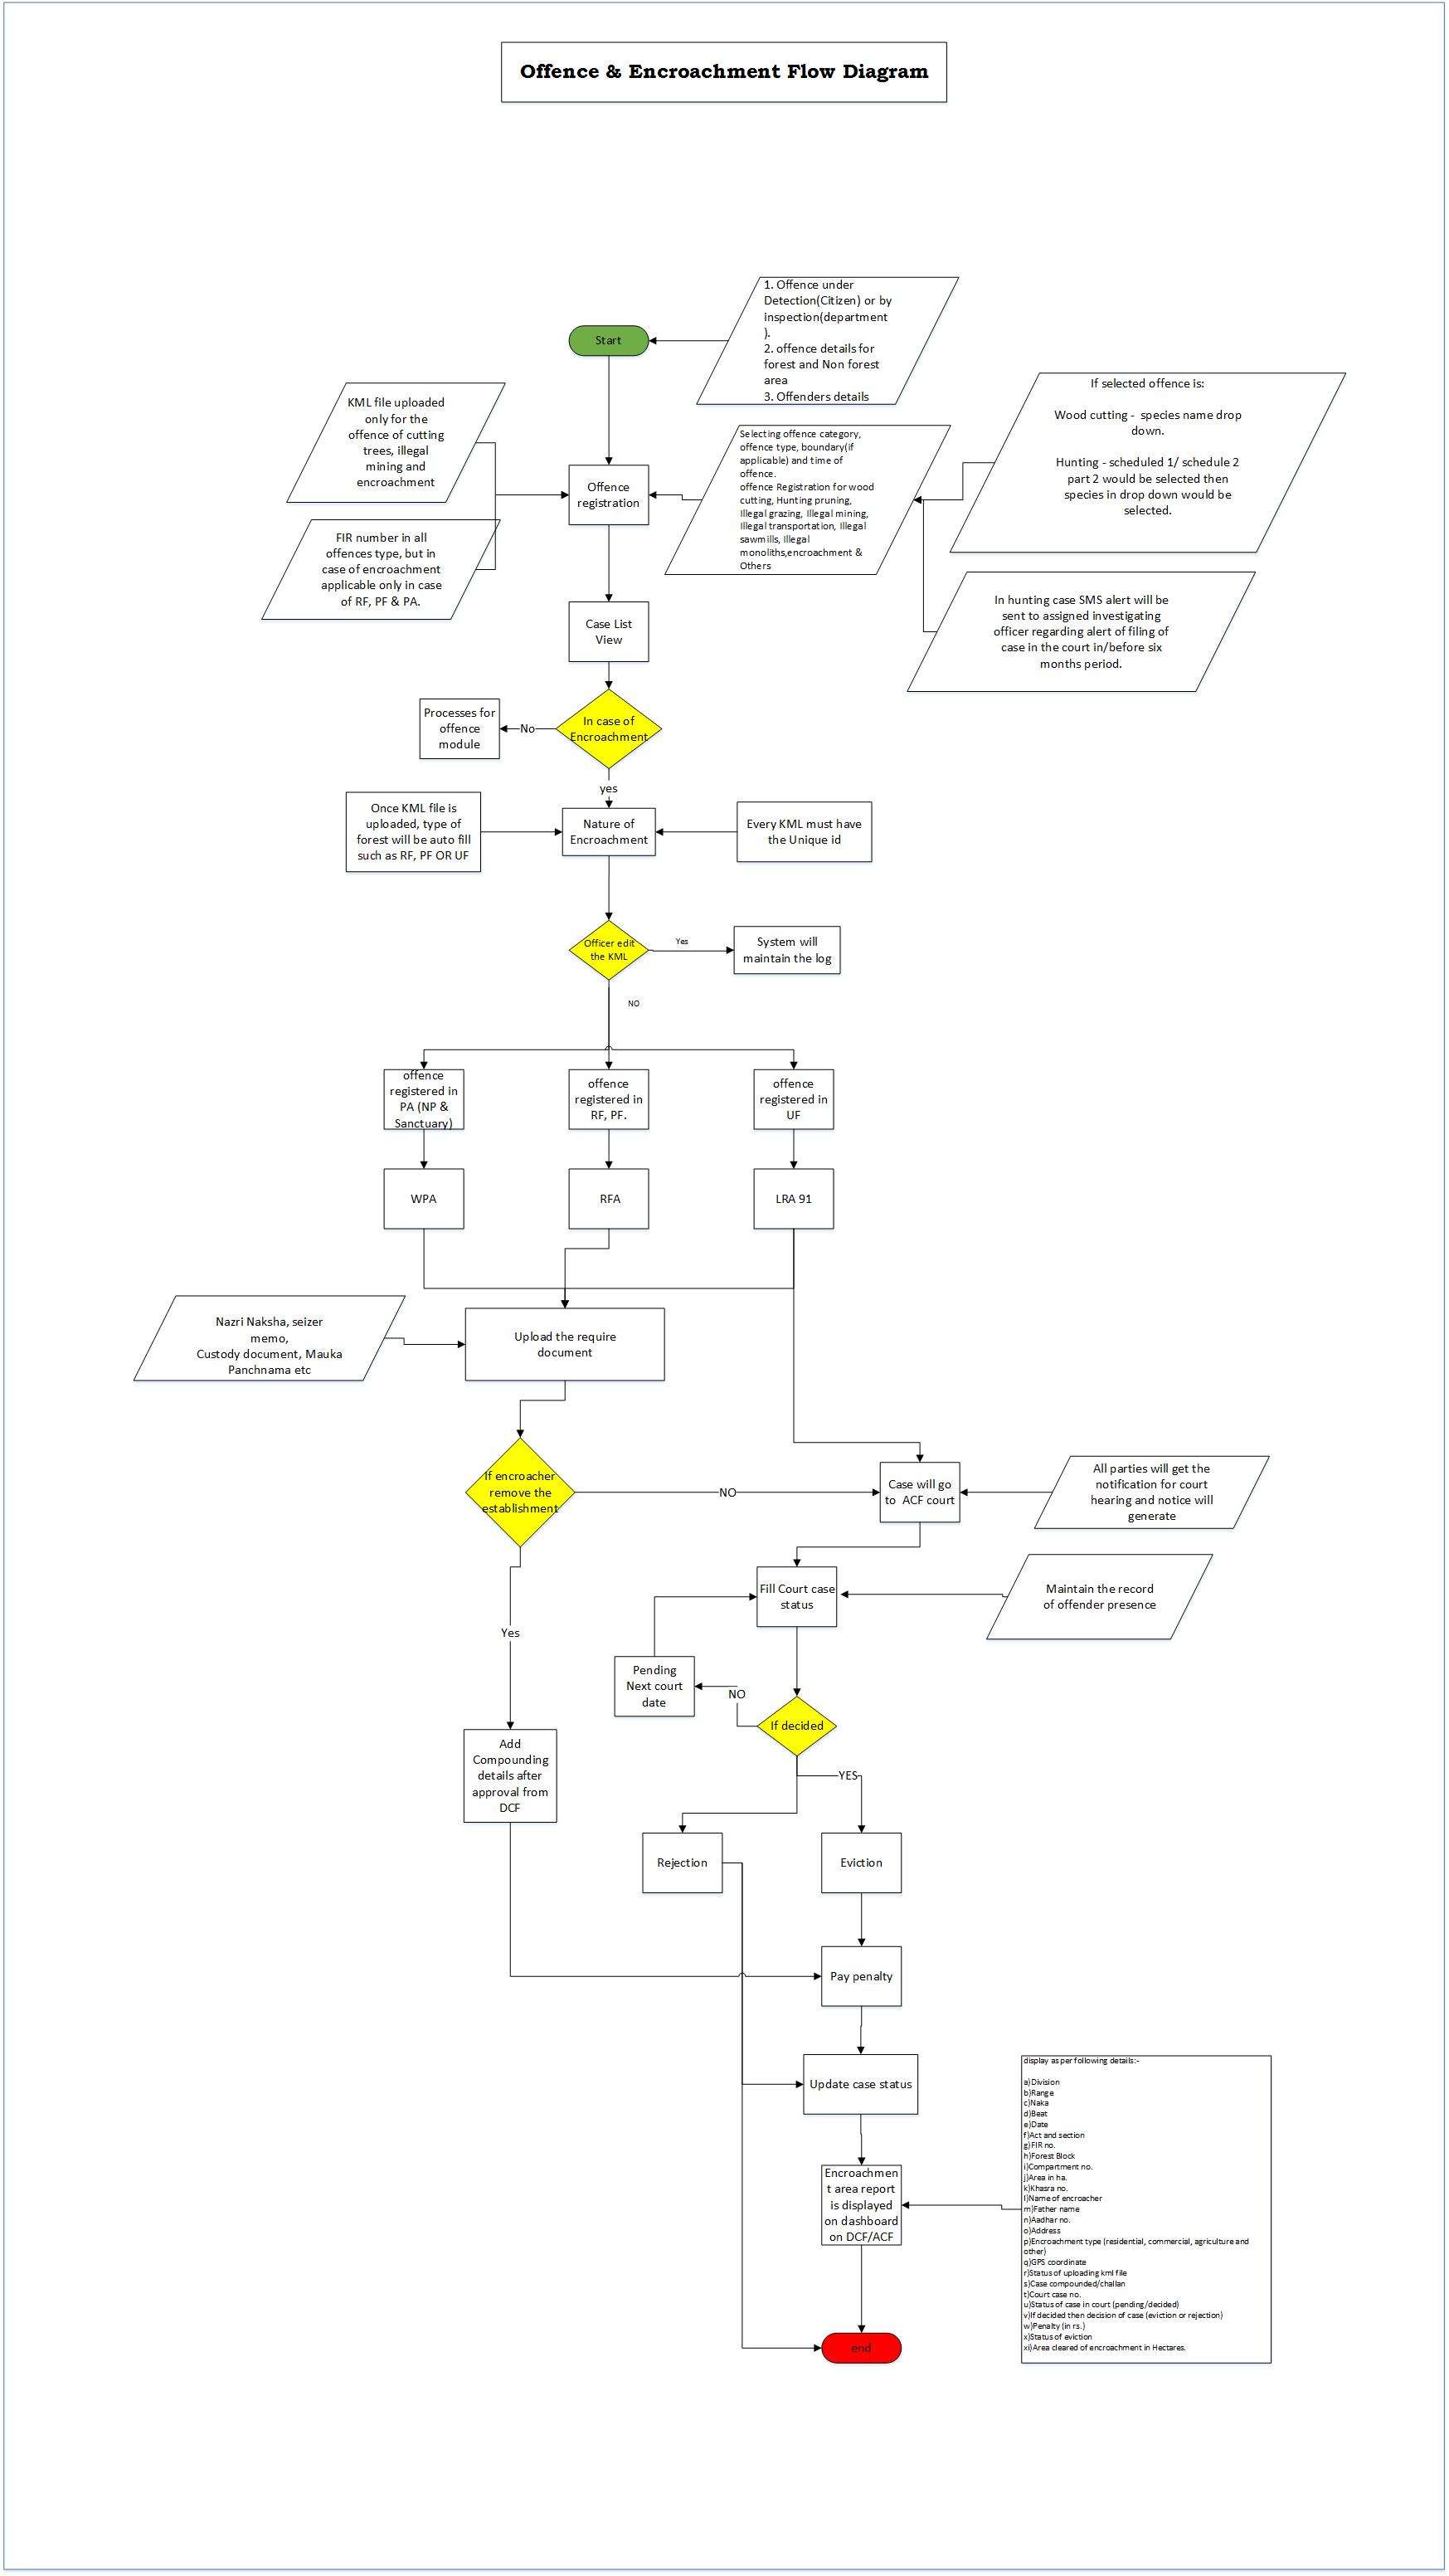 Offence & Encroachment Flow Diagram
1. Offence under
Detection(Citizen) or by
inspection(department
).
2. offence details for
forest and Non forest
area
3. Offenders details
Start
KML file uploaded
only for the
offence of cutting
trees, illegal
mining and
encroachment
If selected offence is:
Wood cutting -  species name drop
down.
Hunting - scheduled 1/ schedule 2
part 2 would be selected then
species in drop down would be
selected.
Selecting offence category,
offence type, boundary(if
applicable) and time of
offence.
offence Registration for wood
cutting, Hunting pruning,
Illegal grazing, Illegal mining,
Illegal transportation, Illegal
sawmills, Illegal
monoliths,encroachment &
Others
Offence
registration
FIR number in all
offences type, but in
case of encroachment
applicable only in case
of RF, PF & PA.
In hunting case SMS alert will be
sent to assigned investigating
officer regarding alert of filing of
case in the court in/before six
months period.
Case List
View
Processes for
offence
module
No
In case of
Encroachment
yes
Once KML file is
uploaded, type of
forest will be auto fill
such as RF, PF OR UF
Nature of
Encroachment
Every KML must have
the Unique id
Officer edit
the KML
Yes
System will
maintain the log
NO
offence
registered in
PA (NP &
Sanctuary)
offence
registered in
RF, PF.
offence
registered in
UF
WPA
RFA
LRA 91
Nazri Naksha, seizer
memo,
Custody document, Mauka
Panchnama etc
Upload the require
document
If encroacher
remove the
establishment
NO
Case will go
to  ACF court
All parties will get the
notification for court
hearing and notice will
generate
Fill Court case
status
Maintain the record
of offender presence
Yes
Pending
Next court
date
NO
If decided
Add
Compounding
details after
approval from
DCF
YES
Rejection
Eviction
Pay penalty
Update case status
display as per following details:-
a)Division
b)Range
c)Naka
d)Beat
e)Date
f)Act and section
g)FIR no.
h)Forest Block
i)Compartment no.
j)Area in ha.
k)Khasra no.
l)Name of encroacher
m)Father name
n)Aadhar no.
o)Address
p)Encroachment type (residential, commercial, agriculture and
other)
q)GPS coordinate
r)Status of uploading kml file
s)Case compounded/challan
t)Court case no.
u)Status of case in court (pending/decided)
v)If decided then decision of case (eviction or rejection)
w)Penalty (in rs.)
x)Status of eviction
xi)Area cleared of encroachment in Hectares.
Encroachmen
t area report
is displayed
on dashboard
on DCF/ACF
end